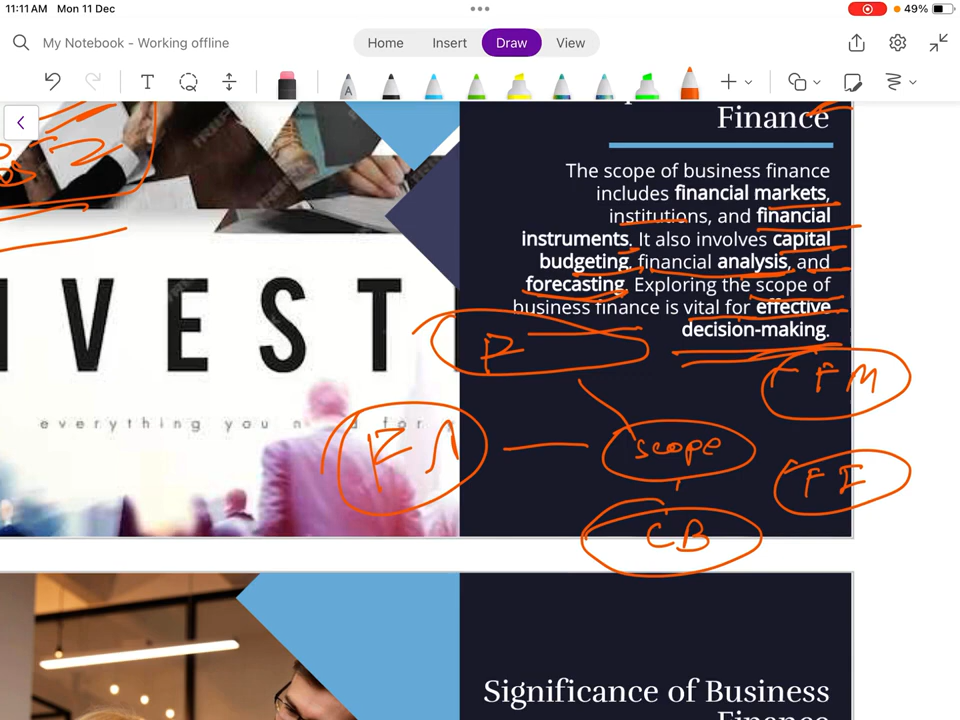 11:11 AM Mon 11 Dec
49%
My Notebook - Working offline
Home Insert Draw View
T
A
Finance
The scope of business finance
includes financial markets,
institutions, and financial
instruments. It also involves capital
budgeting, financial analysis, and
forecasting. Exploring the scope of
business finance is vital for effective
decision-making.
VEST
everything you n d for
F
FM
FA
scope
FI
CB
Significance of Business